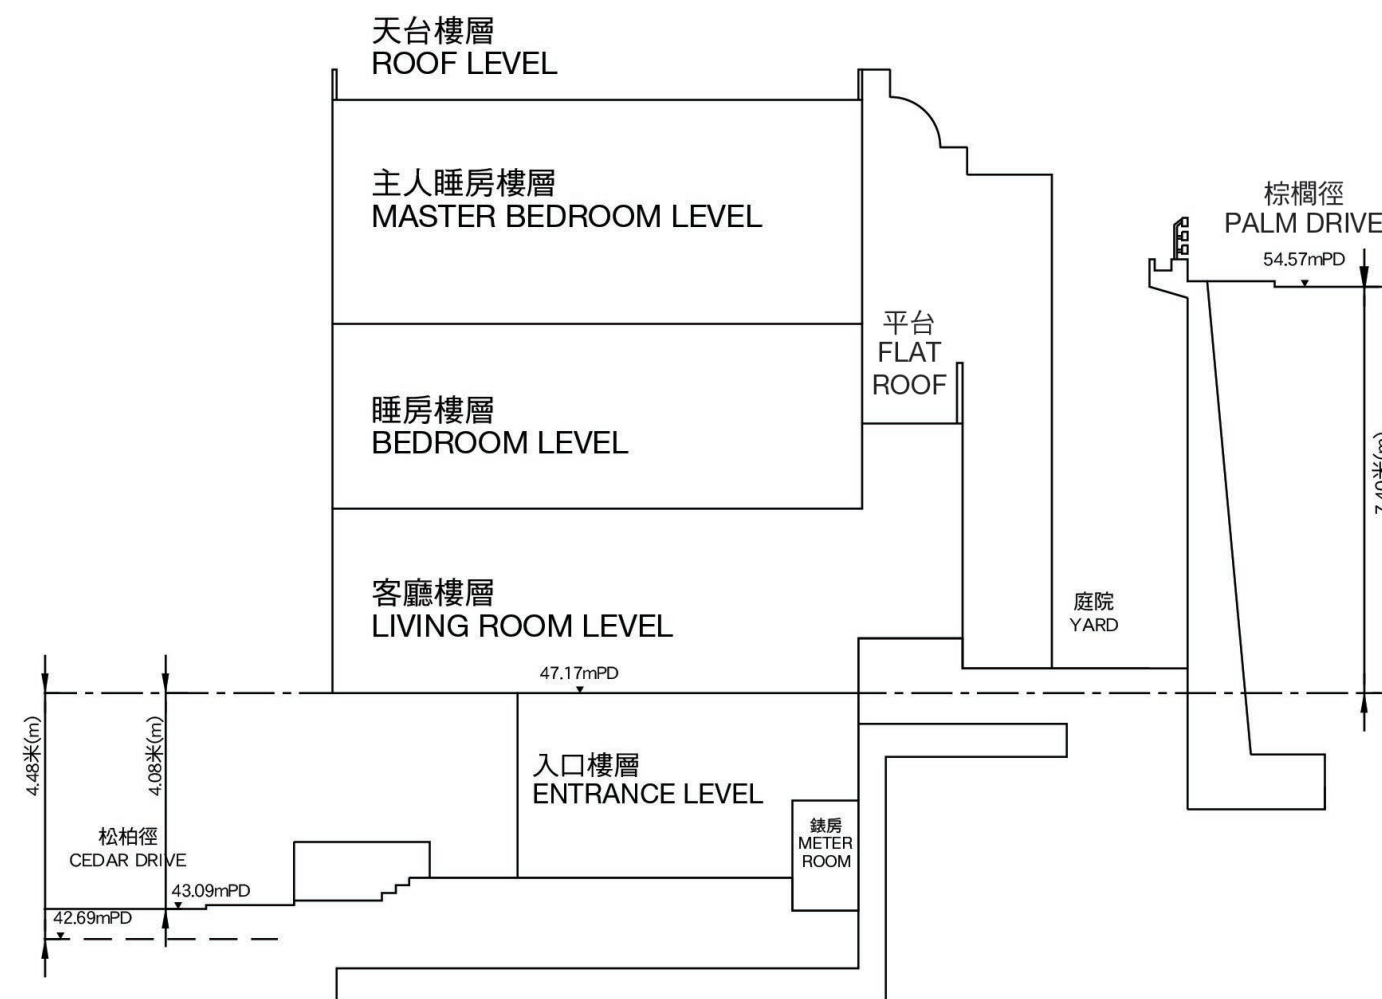 天台樓層
ROOF LEVEL
主人睡房樓層
MASTER BEDROOM LEVEL
棕櫚徑
PALM DRIVE
54.57mPD
平台
FLAT
ROOF
睡房樓層
BEDROOM LEVEL
客廳樓層
LIVING ROOM LEVEL
庭院
YARD
47.17mPD
4.48米(m)
4.08米(m)
入口樓層
ENTRANCE LEVEL
錶房
METER
ROOM
松柏徑
CEDAR DRIVE
43.09mPD
42.69mPD